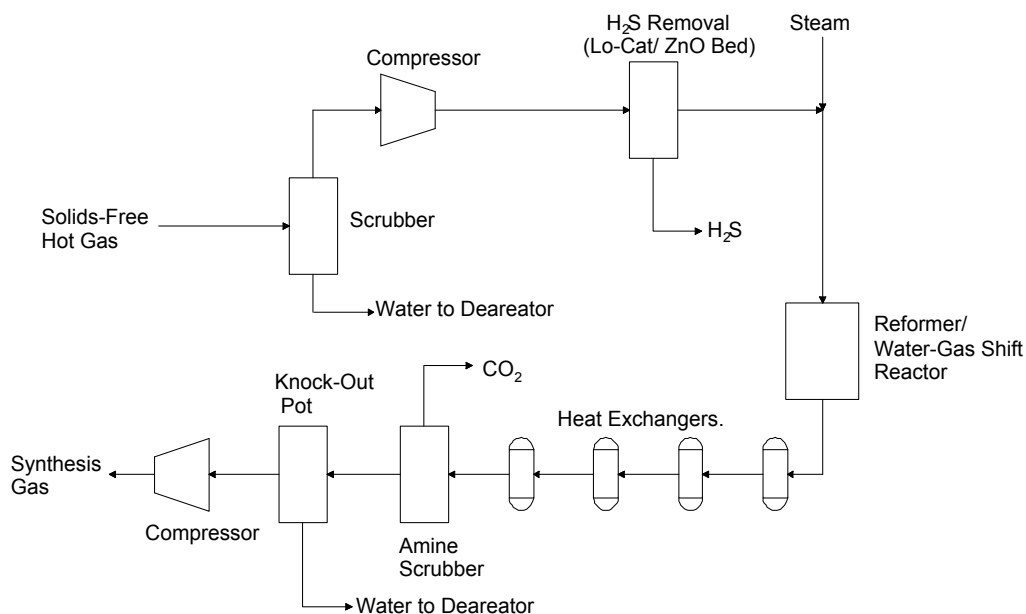 H₂S Removal
(Lo-Cat/ ZnO Bed)
Steam
Compressor
Solids-Free
Hot Gas
Scrubber
H₂S
Water to Deareator
Reformer/
Water-Gas Shift
Reactor
CO₂
Knock-Out
Pot
Heat Exchangers.
Synthesis
Gas
Compressor
Amine
Scrubber
Water to Deareator